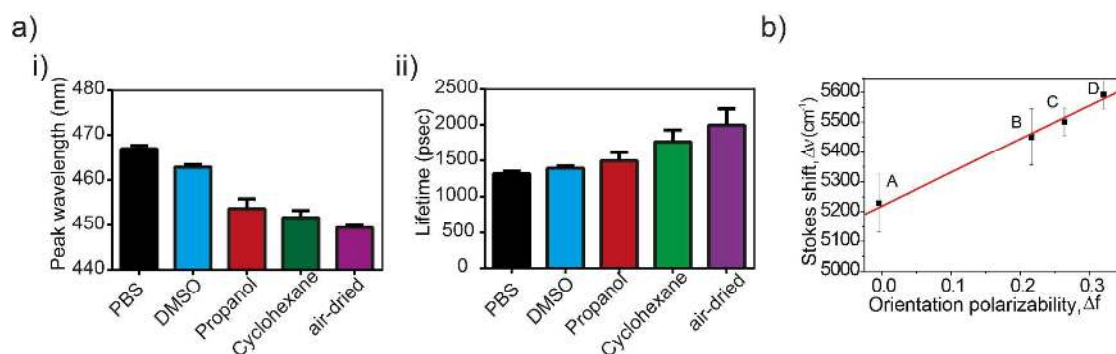 a)
i)
Peak wavelength (nm)
480
470
460
450
440
PBS
DMSO
Propanol
Cyclohexane
air-dried
ii)
Lifetime (psec)
2500
2000
1500
1000
500
0
PBS
DMSO
Propanol
Cyclohexane
air-dried
b)
Stokes shift, Δν (cm⁻¹)
5600
5500
5400
5300
5200
5100
5000
A
B
C
D
0.0
0.1
0.2
0.3
Orientation polarizability, Δf